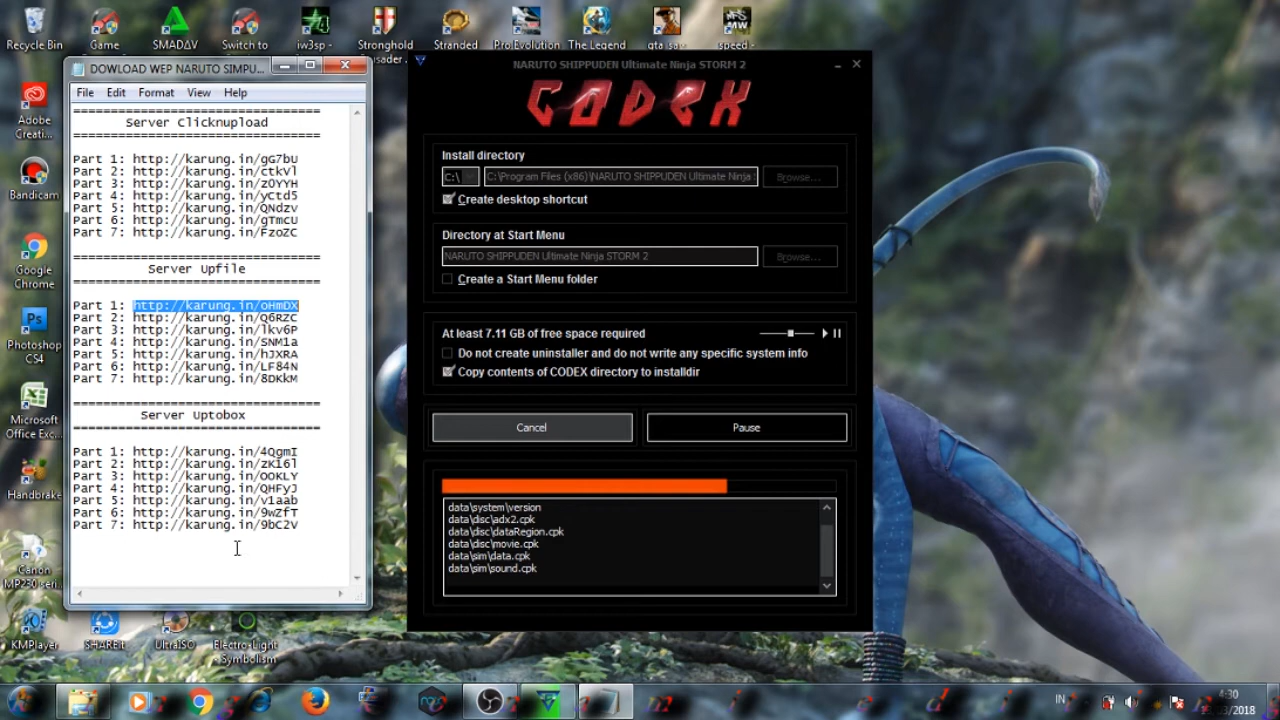 Recycle Bin
Game
SMADΔV
Switch to
iw3sp -
Stronghold
Crusader ...
Stranded
Pro Evolution
The Legend
gta_sa
speed -
Adobe
Creati...
Bandicam
Google
Chrome
Photoshop
CS4
Microsoft
Office Exc...
Handbrake
Canon
MP230 seri...
KMPlayer
SHAREit
UltraISO
Electro-Light
- Symbolism
DOWLOAD WEP NARUTO SIMPU...
File Edit Format View Help
=================================
Server Clicknupload
=================================
Part 1: http://karung.in/gG7bU
Part 2: http://karung.in/ctkVl
Part 3: http://karung.in/z0YYH
Part 4: http://karung.in/yCtd5
Part 5: http://karung.in/QNdzv
Part 6: http://karung.in/gTmcU
Part 7: http://karung.in/FzoZC
=================================
Server Upfile
=================================
Part 1: http://karung.in/oHmDX
Part 2: http://karung.in/Q6RZC
Part 3: http://karung.in/lkv6P
Part 4: http://karung.in/SNM1a
Part 5: http://karung.in/hJXRA
Part 6: http://karung.in/LF84N
Part 7: http://karung.in/8DKkM
=================================
Server Uptobox
=================================
Part 1: http://karung.in/4QgmI
Part 2: http://karung.in/zKi6l
Part 3: http://karung.in/OOKLY
Part 4: http://karung.in/QHFyJ
Part 5: http://karung.in/v1aab
Part 6: http://karung.in/9wZfT
Part 7: http://karung.in/9bC2V
NARUTO SHIPPUDEN Ultimate Ninja STORM 2
CODEX
Install directory
C:\ C:\Program Files (x86)\NARUTO SHIPPUDEN Ultimate Ninja Browse...
Create desktop shortcut
Directory at Start Menu
NARUTO SHIPPUDEN Ultimate Ninja STORM 2 Browse...
Create a Start Menu folder
At least 7.11 GB of free space required
Do not create uninstaller and do not write any specific system info
Copy contents of CODEX directory to installdir
Cancel Pause
data\system\version
data\disc\adx2.cpk
data\disc\dataRegion.cpk
data\disc\movie.cpk
data\sim\data.cpk
data\sim\sound.cpk
IN
4:30
/2018